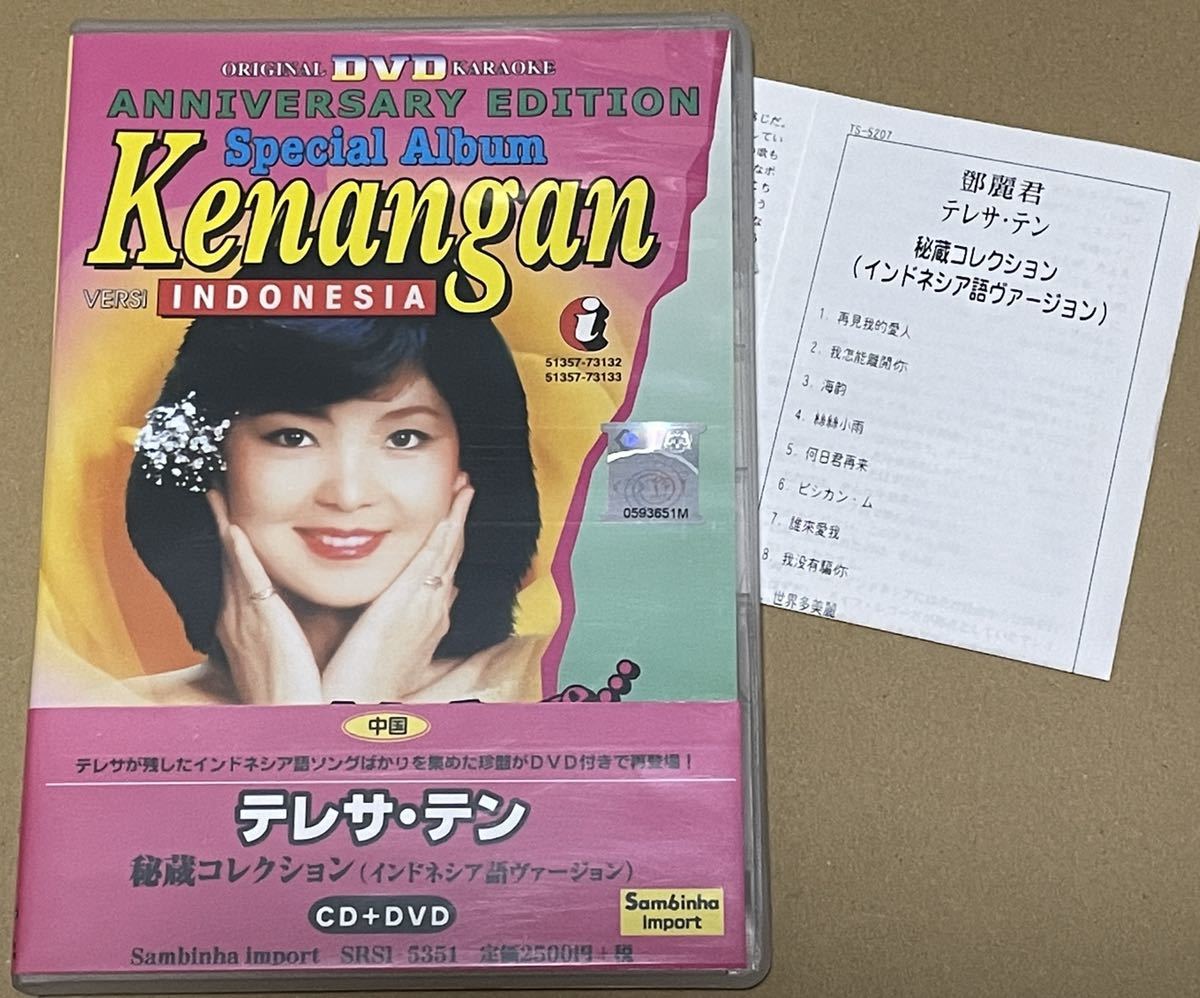 ORIGINAL DVD KARAOKE
ANNIVERSARY EDITION
Special Album
Kenangan
VERSI INDONESIA
i
51357-73132
51357-73133
0593651M
中国
テレサが残したインドネシア語ソングばかりを集めた珍盤がDVD付きで再登場！
テレサ・テン
秘蔵コレクション(インドネシア語ヴァージョン)
CD+DVD
Sambinha import SRSI-5351 定価2500円+税
Sambinha
Import
TS-5207
鄧麗君
テレサ・テン
秘蔵コレクション
(インドネシア語ヴァージョン)
1. 再見我的愛人
2. 我怎能離開你
3. 海韵
4. 絲絲小雨
5. 何日君再来
6. ビシカン・ム
7. 誰來愛我
8. 我没有騙你
世界多美麗